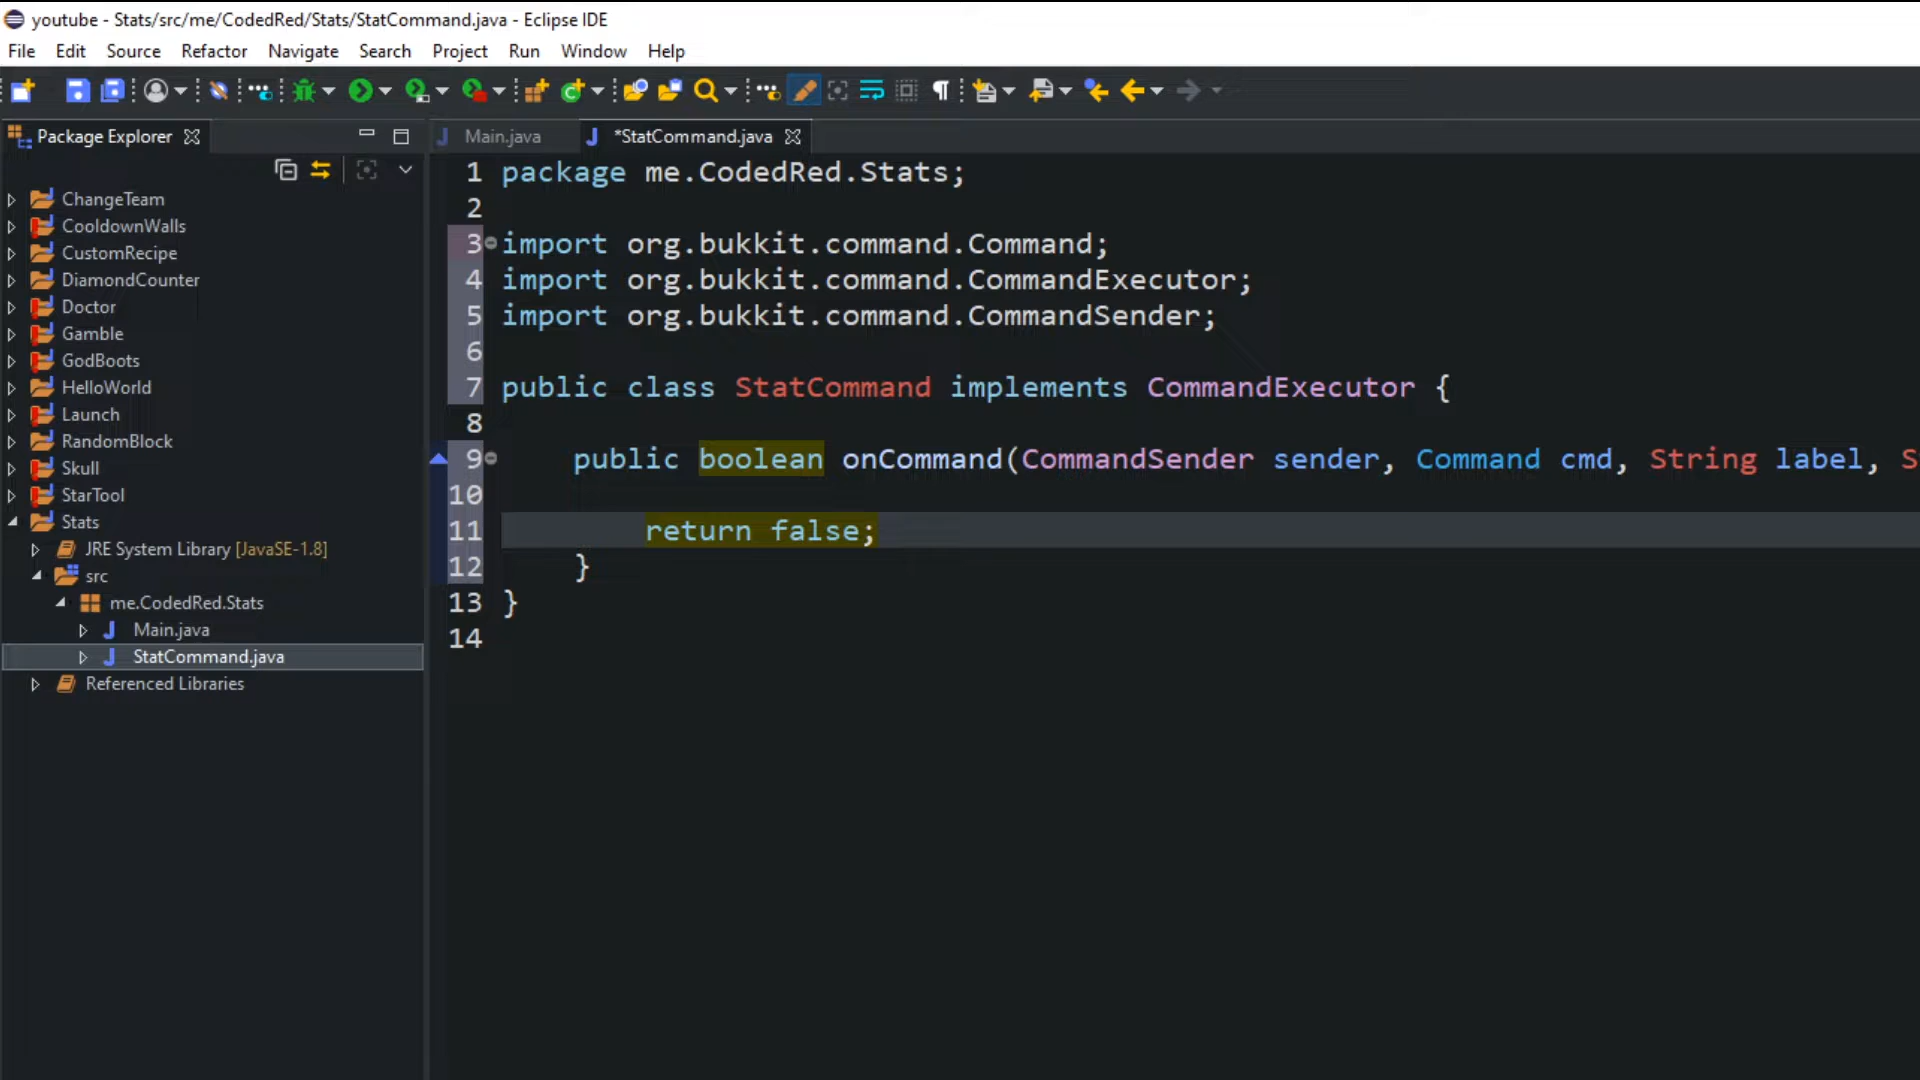 youtube - Stats/src/me/CodedRed/Stats/StatCommand.java - Eclipse IDE
File Edit Source Refactor Navigate Search Project Run Window Help
Package Explorer
Main.java
*StatCommand.java
ChangeTeam
CooldownWalls
CustomRecipe
DiamondCounter
Doctor
Gamble
GodBoots
HelloWorld
Launch
RandomBlock
Skull
StarTool
Stats
JRE System Library [JavaSE-1.8]
src
me.CodedRed.Stats
Main.java
StatCommand.java
Referenced Libraries
1 package me.CodedRed.Stats;
2
3 import org.bukkit.command.Command;
4 import org.bukkit.command.CommandExecutor;
5 import org.bukkit.command.CommandSender;
6
7 public class StatCommand implements CommandExecutor {
8
9 public boolean onCommand(CommandSender sender, Command cmd, String label, S
10
11 return false;
12 }
13 }
14